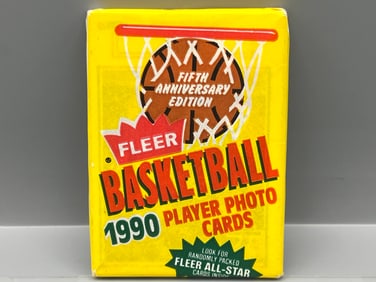 FIFTH
ANNIVERSARY
EDITION
FLEER
®
BASKETBALL
1990 PLAYER PHOTO
CARDS
LOOK FOR
RANDOMLY PACKED
FLEER ALL-STAR